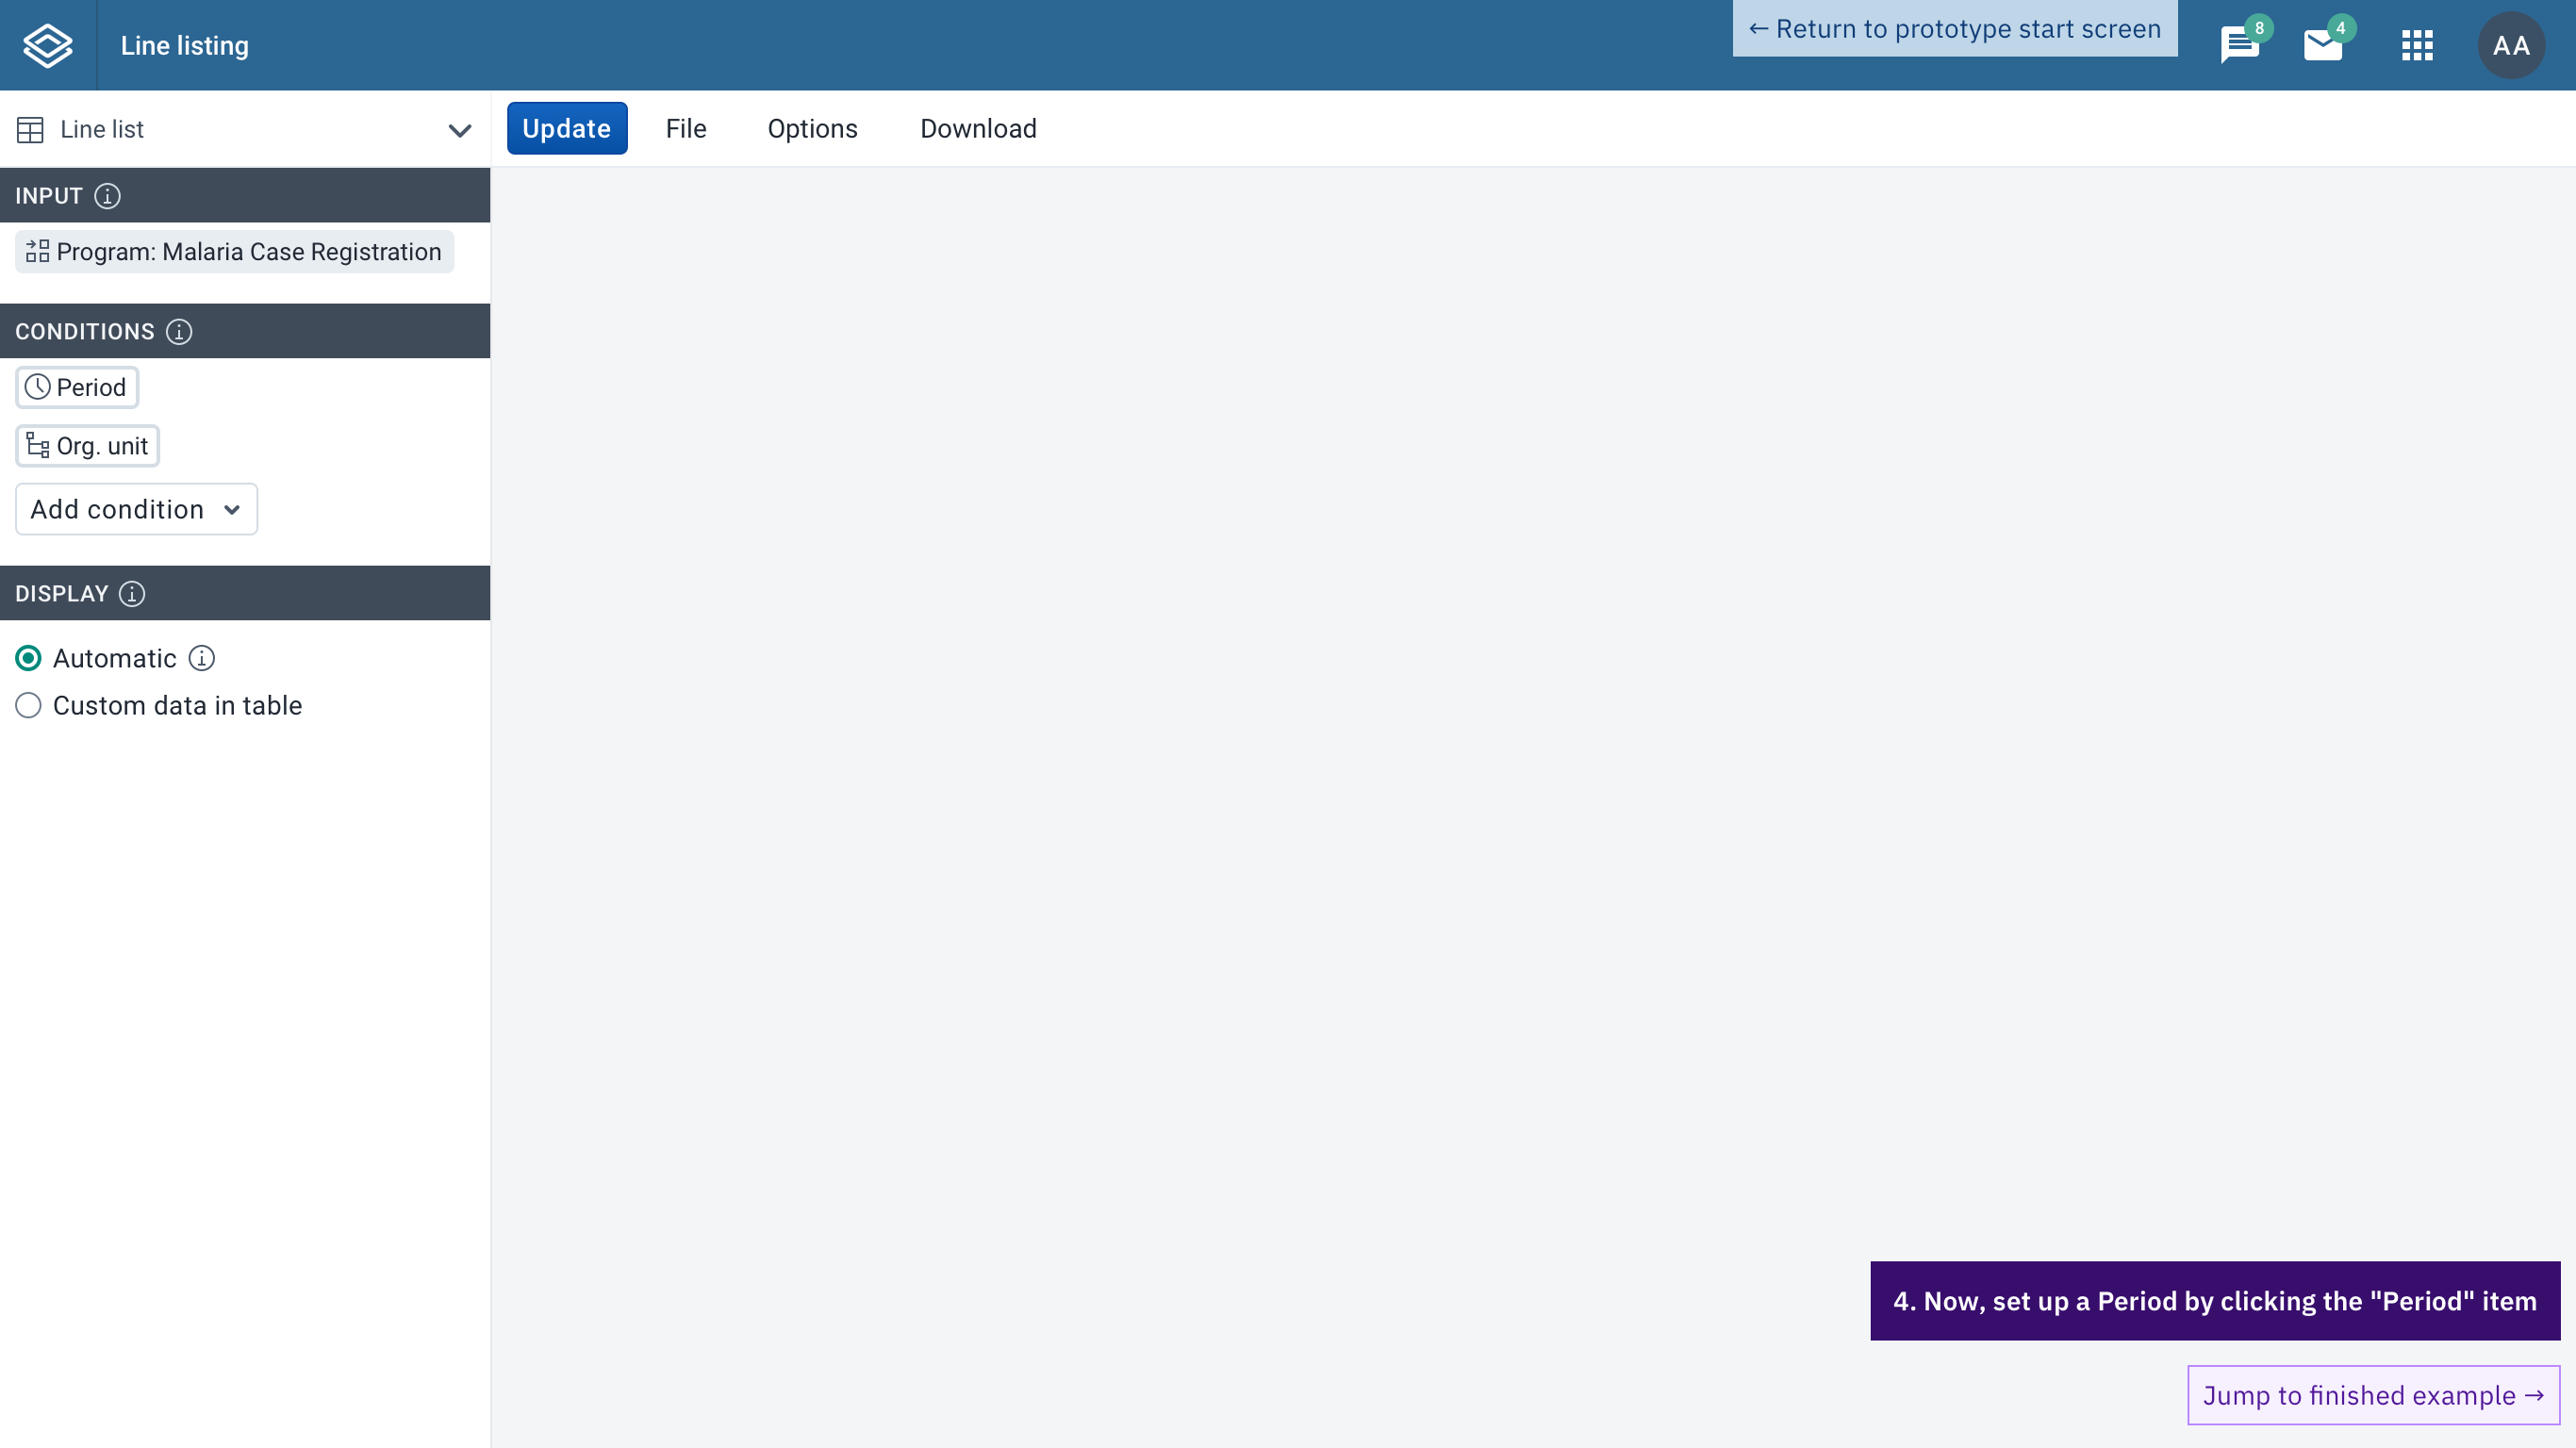 Line listing
← Return to prototype start screen
8
4
AA
Line list
Update
File
Options
Download
INPUT
Program: Malaria Case Registration
CONDITIONS
Period
Org. unit
Add condition
DISPLAY
Automatic
Custom data in table
4. Now, set up a Period by clicking the "Period" item
Jump to finished example →